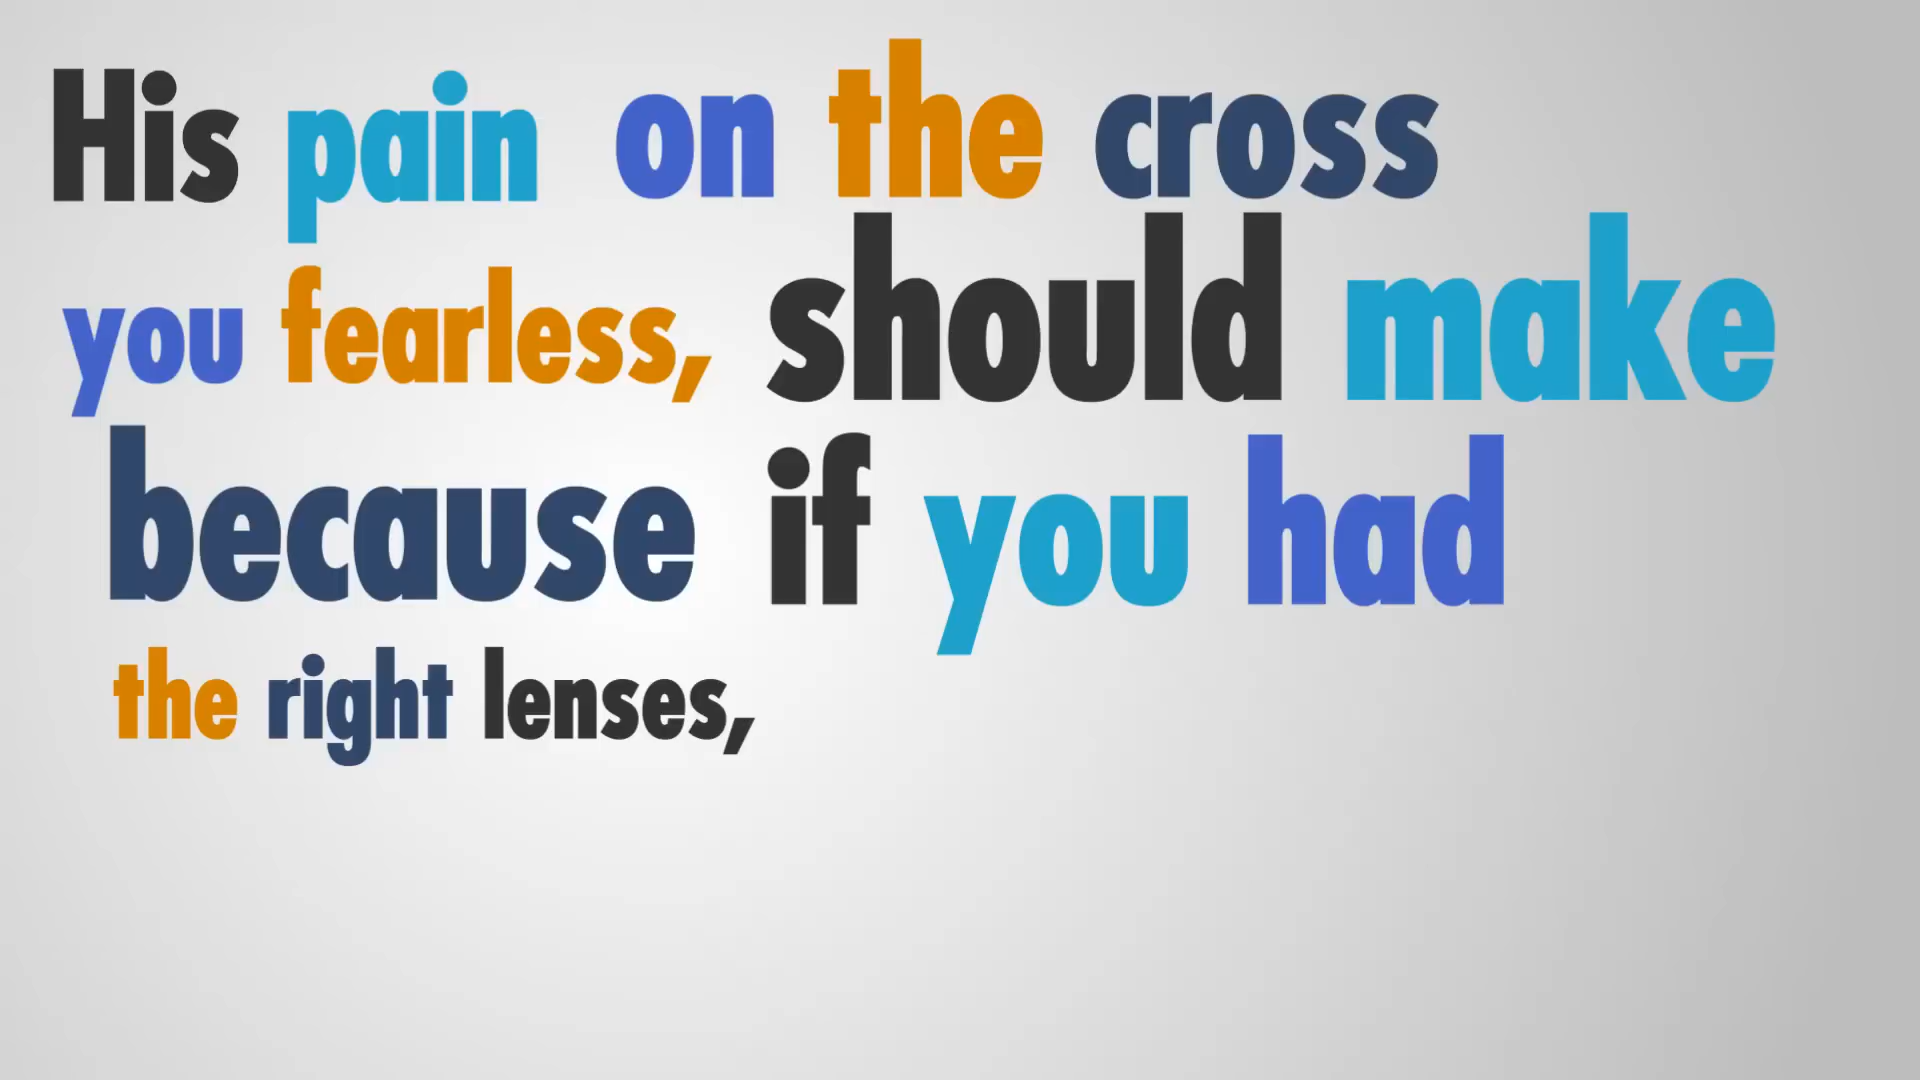 His pain on the cross
you fearless, should make
because if you had
the right lenses,